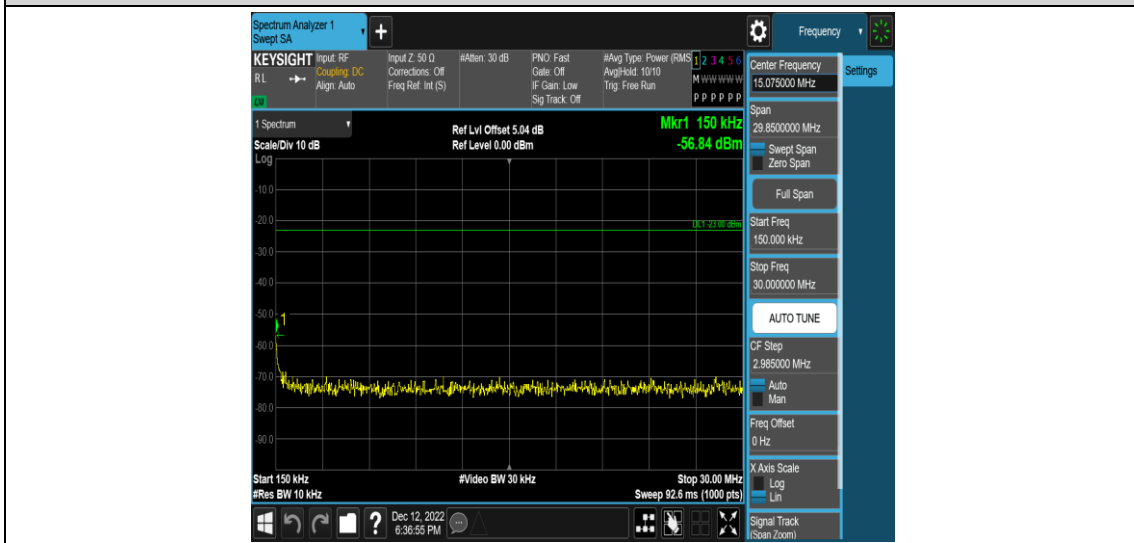 Spectrum Analyzer 1
Swept SA
+
Frequency
KEYSIGHT
RL
Input: RF
Coupling: DC
Align: Auto
Input Z: 50 Ω
Corrections: Off
Freq Ref: Int (S)
#Atten: 30 dB
PNO: Fast
Gate: Off
IF Gain: Low
Sig Track: Off
#Avg Type: Power (RMS
Avg|Hold: 10/10
Trig: Free Run
1 2 3 4 5 6
M W W W W W
P P P P P P
1 Spectrum
Scale/Div 10 dB
Ref Lvl Offset 5.04 dB
Ref Level 0.00 dBm
Mkr1 150 kHz
-56.84 dBm
Log
-10.0
-20.0
DL1 -23.00 dBm
-30.0
-40.0
-50.0
1
-60.0
-70.0
-80.0
-90.0
Start 150 kHz
#Video BW 30 kHz
Stop 30.00 MHz
#Res BW 10 kHz
Sweep 92.6 ms (1000 pts)
Center Frequency
15.075000 MHz
Settings
Span
29.8500000 MHz
Swept Span
Zero Span
Full Span
Start Freq
150.000 kHz
Stop Freq
30.000000 MHz
AUTO TUNE
CF Step
2.985000 MHz
Auto
Man
Freq Offset
0 Hz
X Axis Scale
Log
Lin
Signal Track
(Span Zoom)
?
Dec 12, 2022
6:36:55 PM